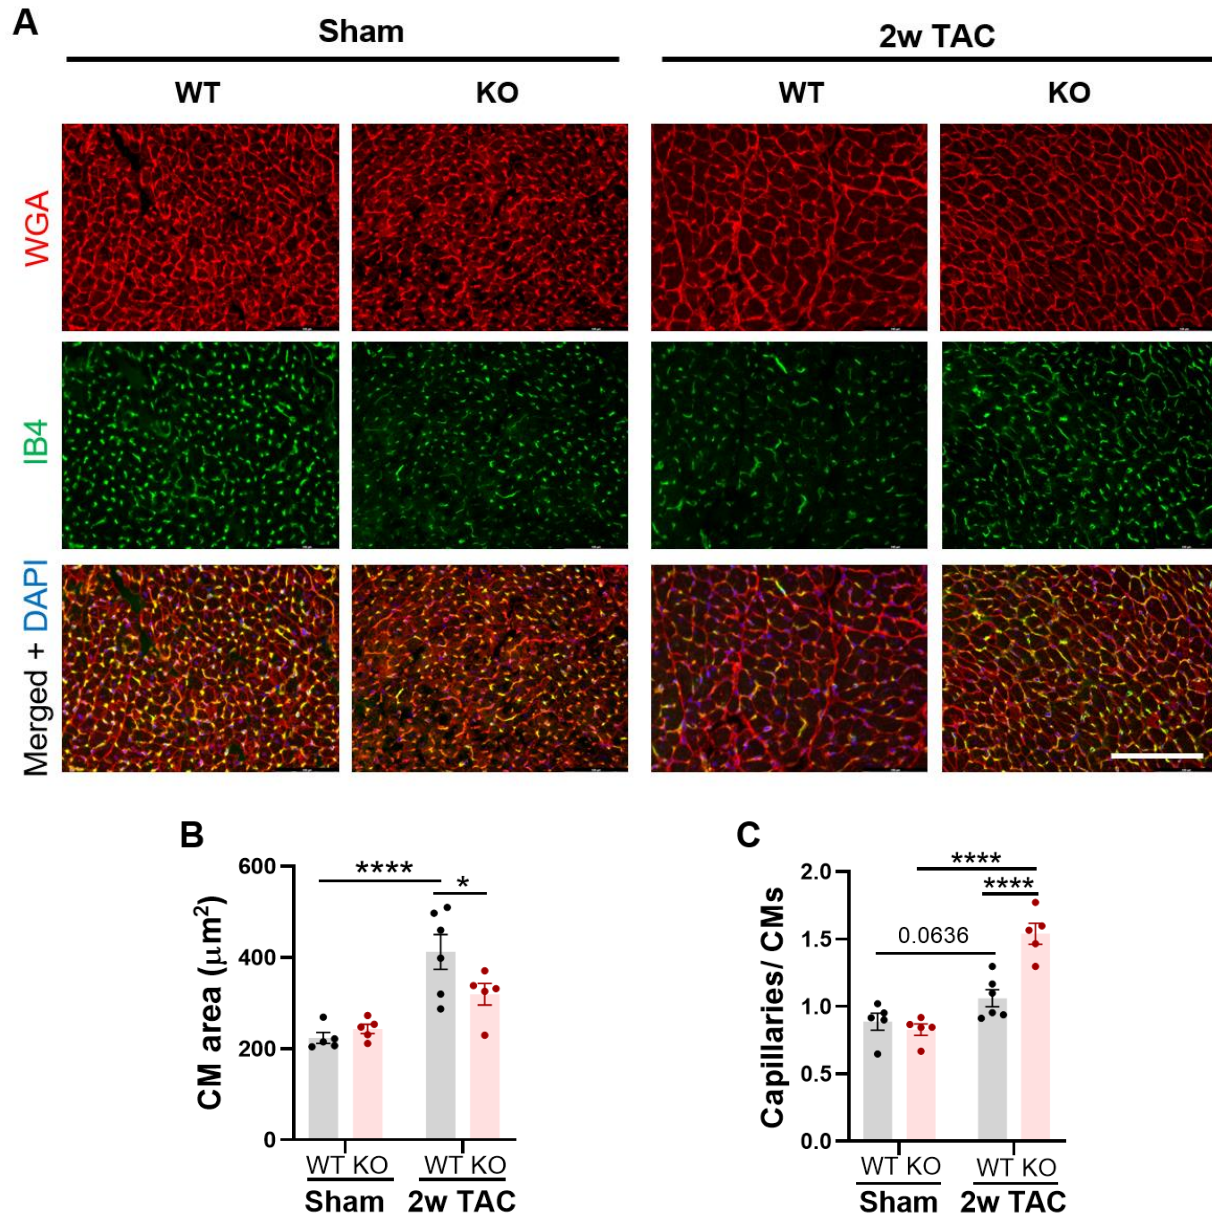 A
Sham
2w TAC
WT
KO
WT
KO
WGA
IB4
Merged + DAPI
B
CM area (μm²)
600
400
200
0
****
*
WT KO
WT KO
Sham
2w TAC
C
Capillaries/ CMs
2.0
1.5
1.0
0.5
0.0
****
****
0.0636
WT KO
WT KO
Sham
2w TAC